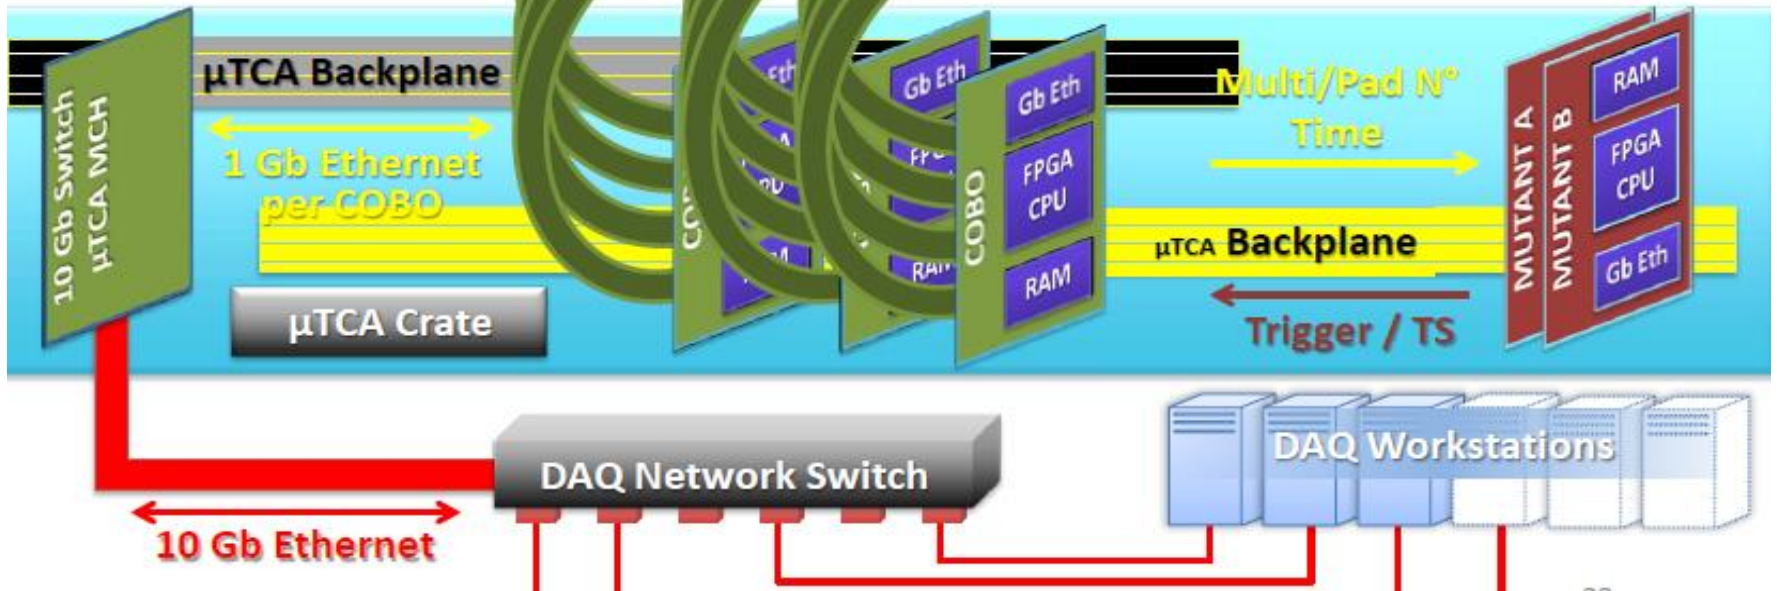 10 Gb Switch
µTCA MCH
µTCA Backplane
1 Gb Ethernet
per COBO
µTCA Crate
Gb Eth
RAM
COBO
Gb Eth
FPGA
CPU
RAM
Multi/Pad N°
Time
µTCA Backplane
Trigger / TS
MUTANT A
MUTANT B
RAM
FPGA
CPU
Gb Eth
DAQ Network Switch
10 Gb Ethernet
DAQ Workstations